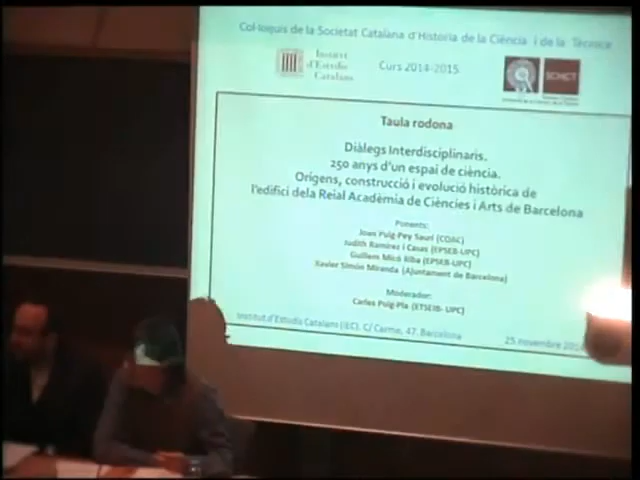 Col·loquis de la Societat Catalana d'Història de la Ciència i de la Tècnica
Institut
d'Estudis
Catalans
Curs 2014-2015
SCHCT
Taula rodona
Diàlegs Interdisciplinaris.
250 anys d'un espai de ciència.
Orígens, construcció i evolució històrica de
l'edifici dela Reial Acadèmia de Ciències i Arts de Barcelona
Ponents:
Joan Puig-Pey Saurí (COAC)
Judith Ramírez i Casas (EPSEB-UPC)
Guillem Micó Riba (EPSEB-UPC)
Xavier Simón Miranda (Ajuntament de Barcelona)
Moderador:
Carles Puig-Pla (ETSEIB- UPC)
Institut d'Estudis Catalans (IEC). C/ Carme, 47. Barcelona
25 novembre